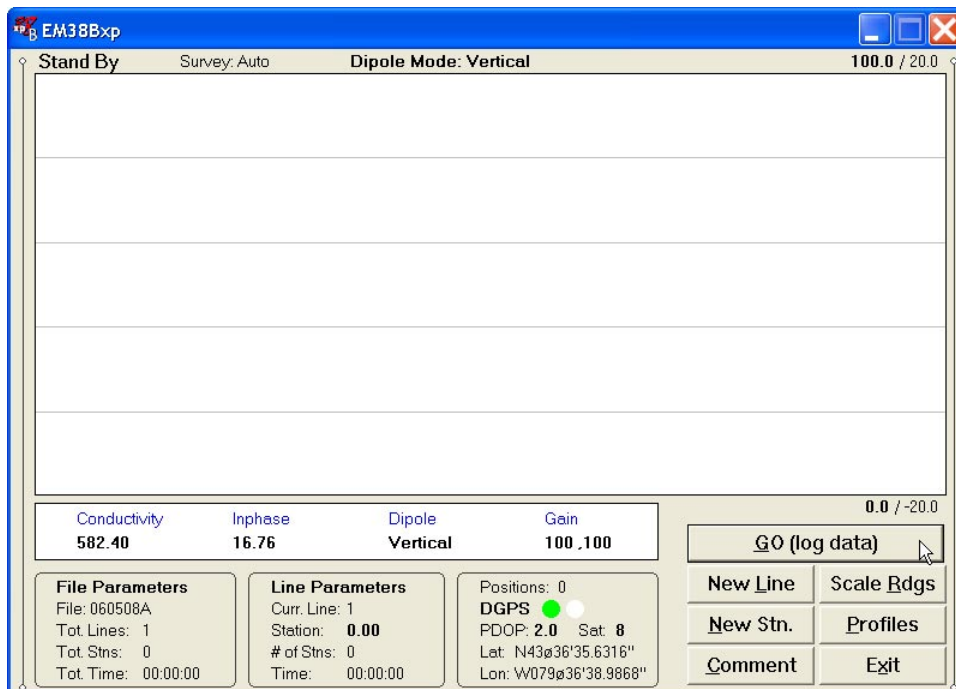 EM38Bxp
Stand By Survey: Auto Dipole Mode: Vertical 100.0 / 20.0
0.0 / -20.0
Conductivity Inphase Dipole Gain
582.40 16.76 Vertical 100 ,100
GO (log data)
New Line Scale Rdgs
New Stn. Profiles
Comment Exit
File Parameters
File: 060508A
Tot. Lines: 1
Tot. Stns: 0
Tot. Time: 00:00:00
Line Parameters
Curr. Line: 1
Station: 0.00
# of Stns: 0
Time: 00:00:00
Positions: 0
DGPS
PDOP: 2.0 Sat: 8
Lat: N43ø36'35.6316"
Lon: W079ø36'38.9868"